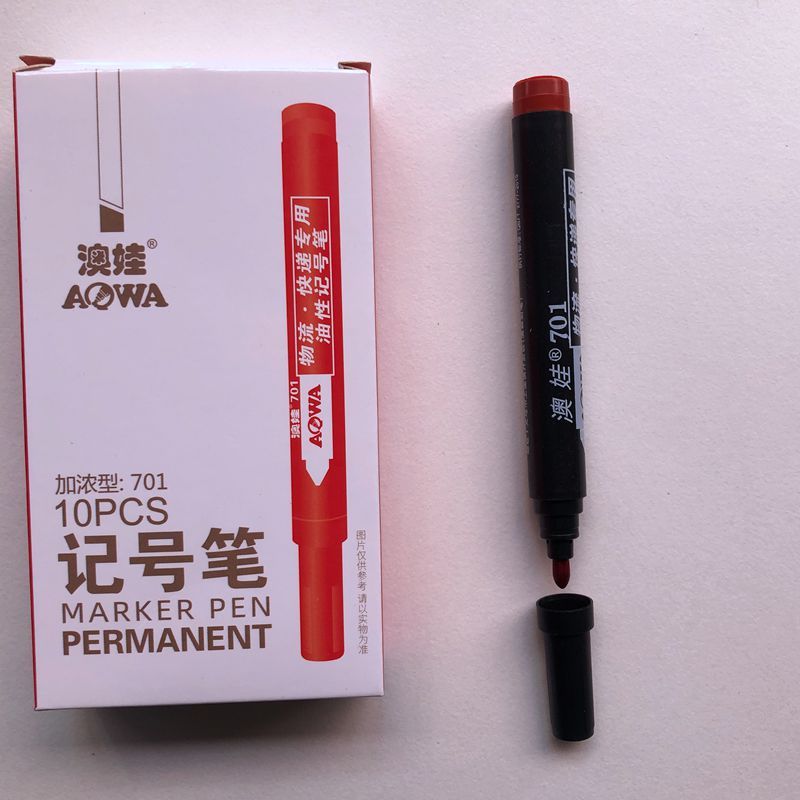 澳娃®
AQWA
加浓型: 701
10PCS
记号笔
MARKER PEN
PERMANENT
物流·快递专用
油性记号笔
澳娃® 701
AQWA
图片仅供参考 请以实物为准
澳娃® 701
物流·快递专用